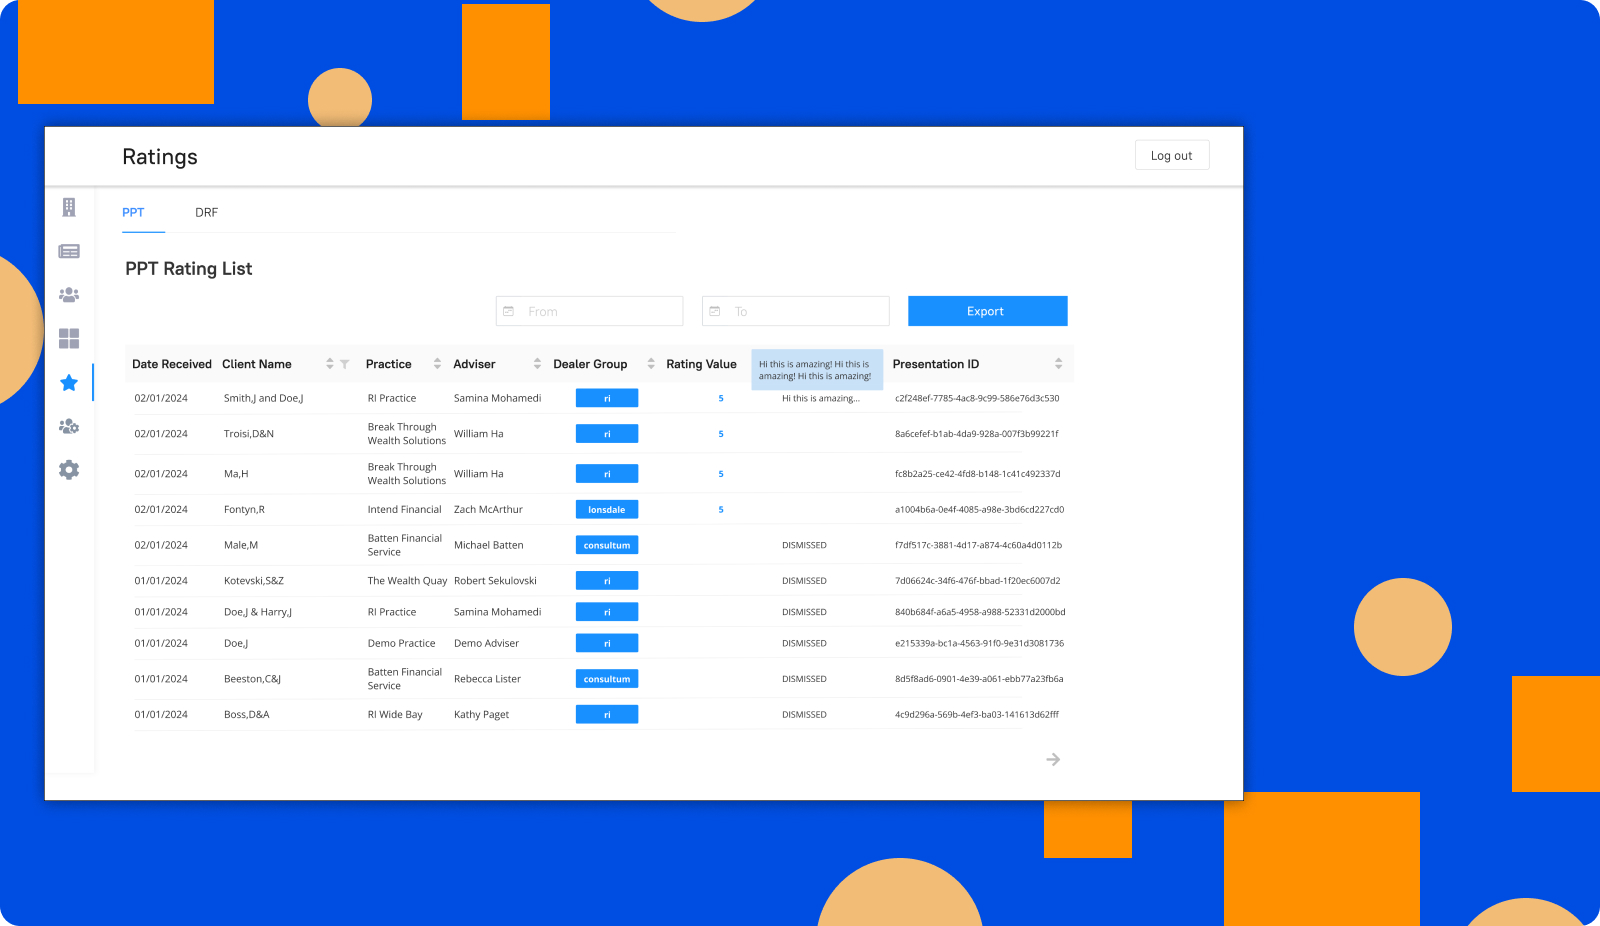 Ratings
Log out
PPT DRF
PPT Rating List
From To Export
Date Received Client Name Practice Adviser Dealer Group Rating Value Hi this is amazing! Hi this is Presentation ID
amazing! Hi this is amazing!
02/01/2024 Smith,J and Doe,J RI Practice Samina Mohamedi ri 5 Hi this is amazing... c2f248ef-7785-4ac8-9c99-586e76d3c530
Break Through
02/01/2024 Troisi,D&N William Ha ri 5 8a6cefef-b1ab-4da9-928a-007f3b99221f
Wealth Solutions
Break Through
02/01/2024 Ma,H William Ha ri 5 fc8b2a25-ce42-4fd8-b148-1c41c492337d
Wealth Solutions
02/01/2024 Fontyn,R Intend Financial Zach McArthur lonsdale 5 a1004b6a-0e4f-4085-a98e-3bd6cd227cd0
Batten Financial
02/01/2024 Male,M Michael Batten consultum DISMISSED f7df517c-3881-4d17-a874-4c60a4d0112b
Service
01/01/2024 Kotevski,S&Z The Wealth Quay Robert Sekulovski ri DISMISSED 7d06624c-34f6-476f-bbad-1f20ec6007d2
01/01/2024 Doe,J & Harry,J RI Practice Samina Mohamedi ri DISMISSED 840b684f-a6a5-4958-a988-52331d2000bd
01/01/2024 Doe,J Demo Practice Demo Adviser ri DISMISSED e215339a-bc1a-4563-91f0-9e31d3081736
Batten Financial
01/01/2024 Beeston,C&J Rebecca Lister consultum DISMISSED 8d5f8ad6-0901-4e39-a061-ebb77a23fb6a
Service
01/01/2024 Boss,D&A RI Wide Bay Kathy Paget ri DISMISSED 4c9d296a-569b-4ef3-ba03-141613d62fff